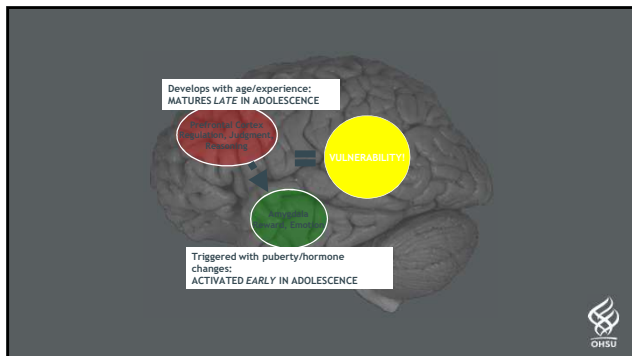 Develops with age/experience:
MATURES LATE IN ADOLESCENCE
Prefrontal Cortex
Regulation, Judgment,
Reasoning
=
VULNERABILITY!
Amygdala
Reward, Emotion
Triggered with puberty/hormone
changes:
ACTIVATED EARLY IN ADOLESCENCE
OHSU